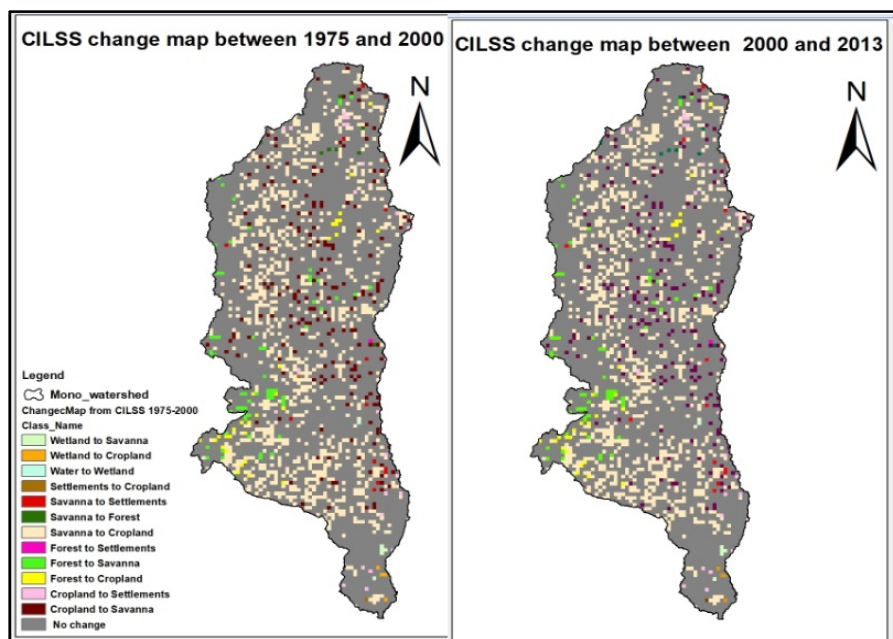 CILSS change map between 1975 and 2000
N
Legend
Mono_watershed
ChangecMap from CILSS 1975-2000
Class_Name
Wetland to Savanna
Wetland to Cropland
Water to Wetland
Settlements to Cropland
Savanna to Settlements
Savanna to Forest
Savanna to Cropland
Forest to Settlements
Forest to Savanna
Forest to Cropland
Cropland to Settlements
Cropland to Savanna
No change
CILSS change map between 2000 and 2013
N